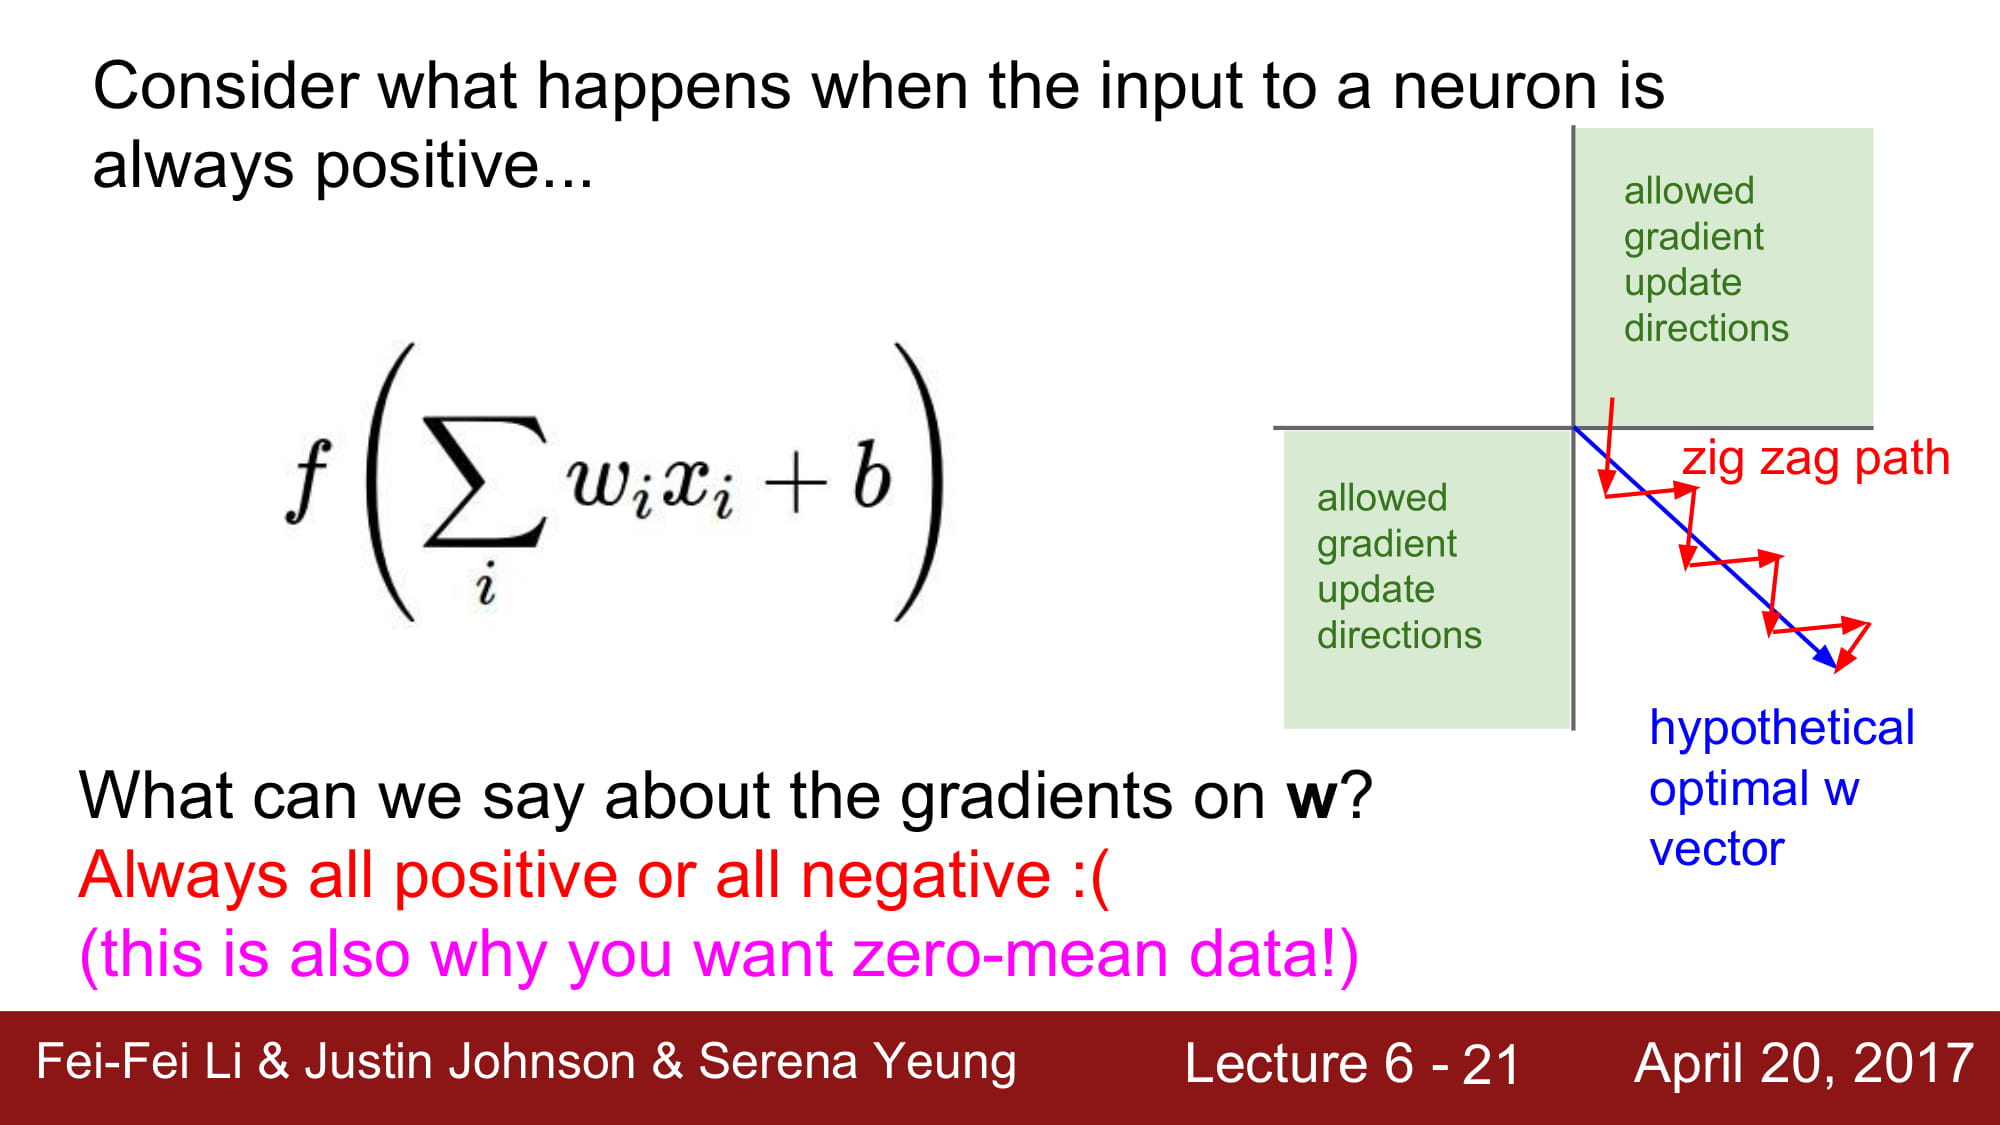 Consider what happens when the input to a neuron is
always positive...
allowed
gradient
update
directions
f(∑_i w_i x_i + b)
zig zag path
allowed
gradient
update
directions
hypothetical
optimal w
vector
What can we say about the gradients on w?
Always all positive or all negative :(
(this is also why you want zero-mean data!)
Fei-Fei Li & Justin Johnson & Serena Yeung
Lecture 6 - 21
April 20, 2017